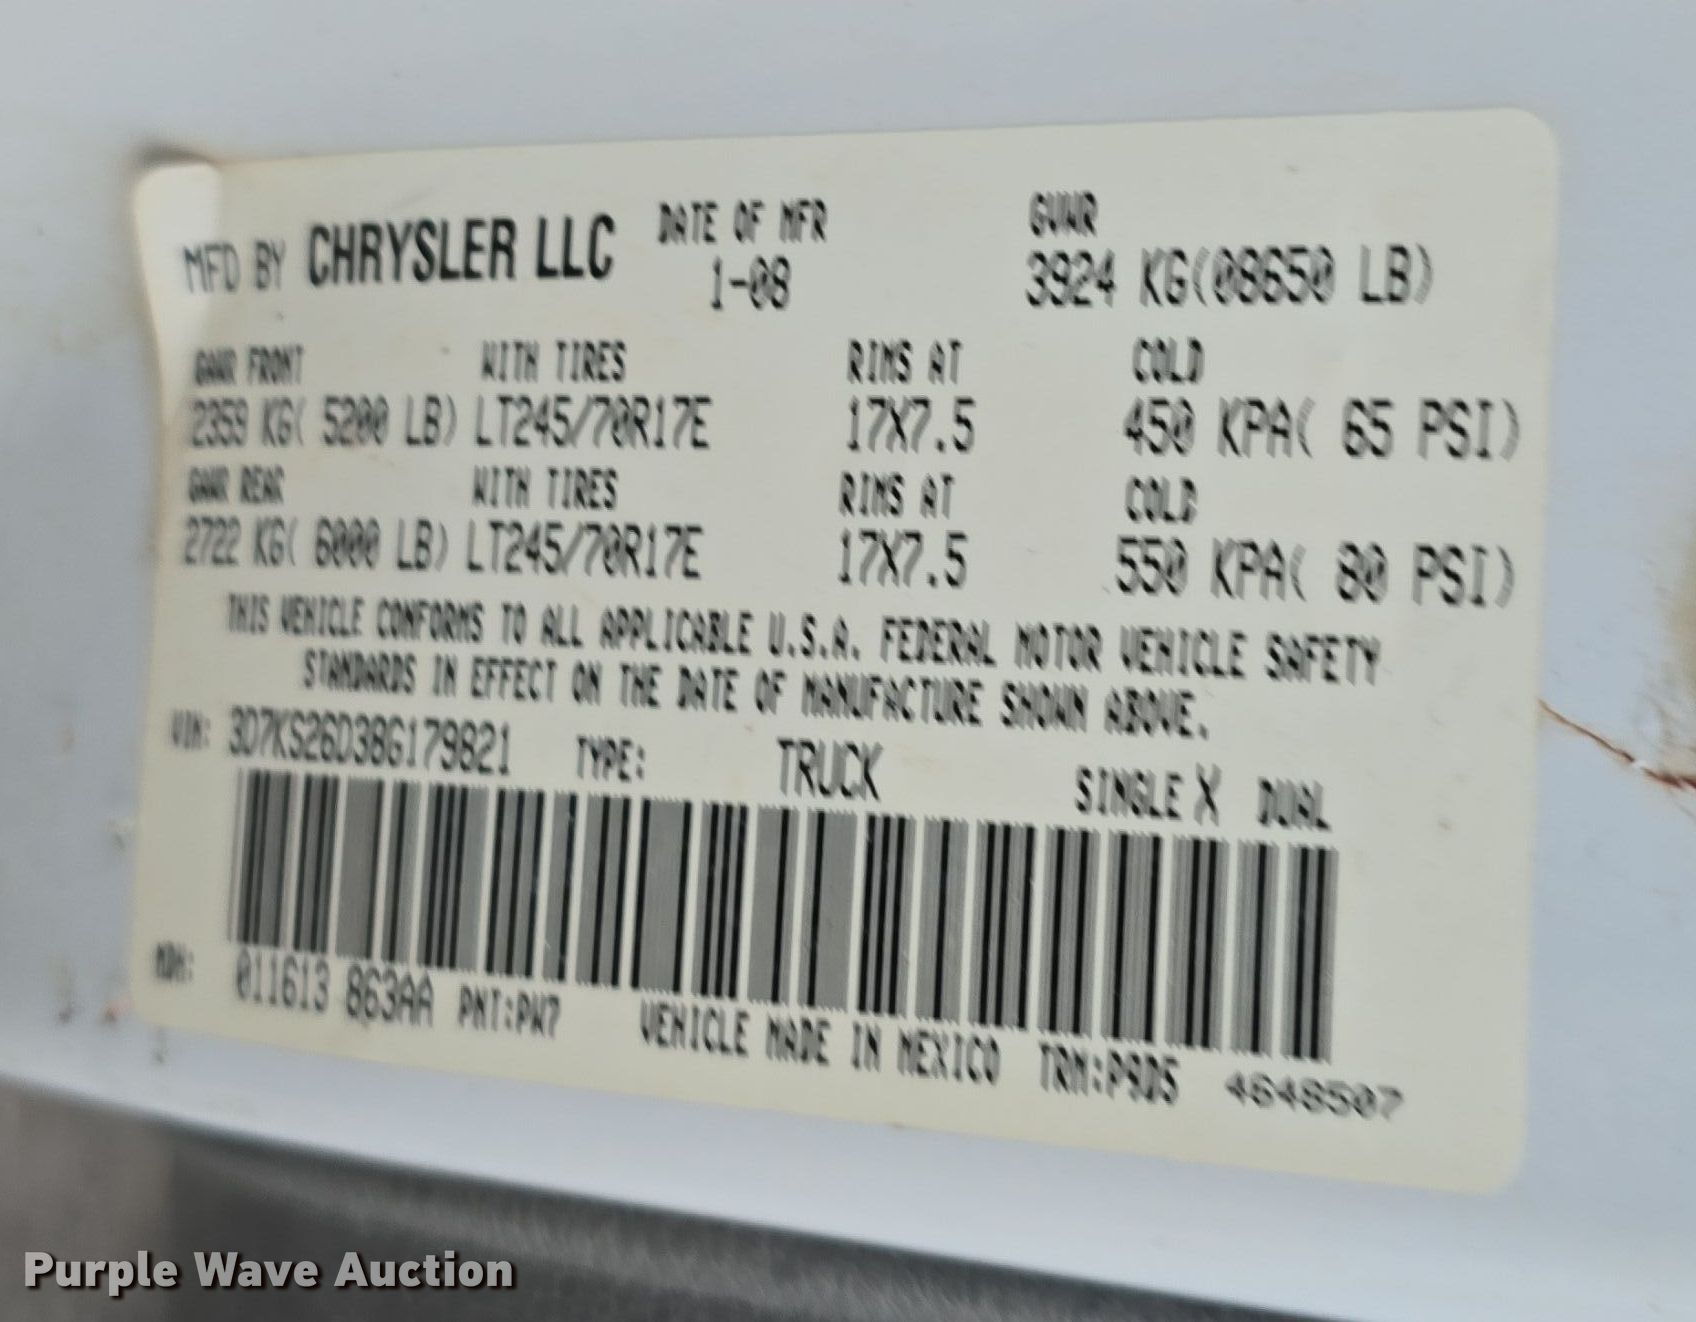 MFD BY CHRYSLER LLC DATE OF MFR GVWR
1-08 3924 KG(08650 LB)
GAWR FRONT WITH TIRES RIMS AT COLD
2359 KG( 5200 LB) LT245/70R17E 17X7.5 450 KPA( 65 PSI)
GAWR REAR WITH TIRES RIMS AT COLD
2722 KG( 6000 LB) LT245/70R17E 17X7.5 550 KPA( 80 PSI)
THIS VEHICLE CONFORMS TO ALL APPLICABLE U.S.A. FEDERAL MOTOR VEHICLE SAFETY
STANDARDS IN EFFECT ON THE DATE OF MANUFACTURE SHOWN ABOVE.
VIN: 3D7KS26D38G179821 TYPE: TRUCK SINGLE X DUAL
MDH: 011613 863AA PNT:PW7 VEHICLE MADE IN MEXICO TRM:P9D5 4648507
Purple Wave Auction